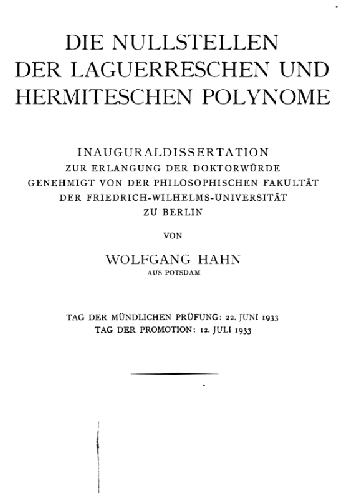 DIE NULLSTELLEN
DER LAGUERRESCHEN UND
HERMITESCHEN POLYNOME
INAUGURALDISSERTATION
ZUR ERLANGUNG DER DOKTORWÜRDE
GENEHMIGT VON DER PHILOSOPHISCHEN FAKULTÄT
DER FRIEDRICH-WILHELMS-UNIVERSITÄT
ZU BERLIN
VON
WOLFGANG HAHN
AUS POTSDAM
TAG DER MÜNDLICHEN PRÜFUNG: 22. JUNI 1933
TAG DER PROMOTION: 12. JULI 1933